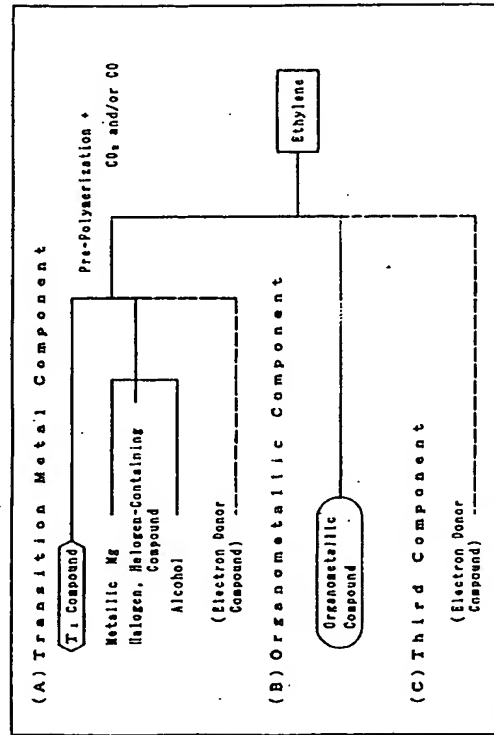 (A) Transition Metal Component
Ti Compound
Metallic Mg
Halogen, Halogen-Containing
Compound
Alcohol
(Electron Donor
Compound)
Pre-Polymerization +
CO₂ and/or CO
(B) Organometallic Component
Organometallic
Compound
Ethylene
(C) Third Component
(Electron Donor
Compound)